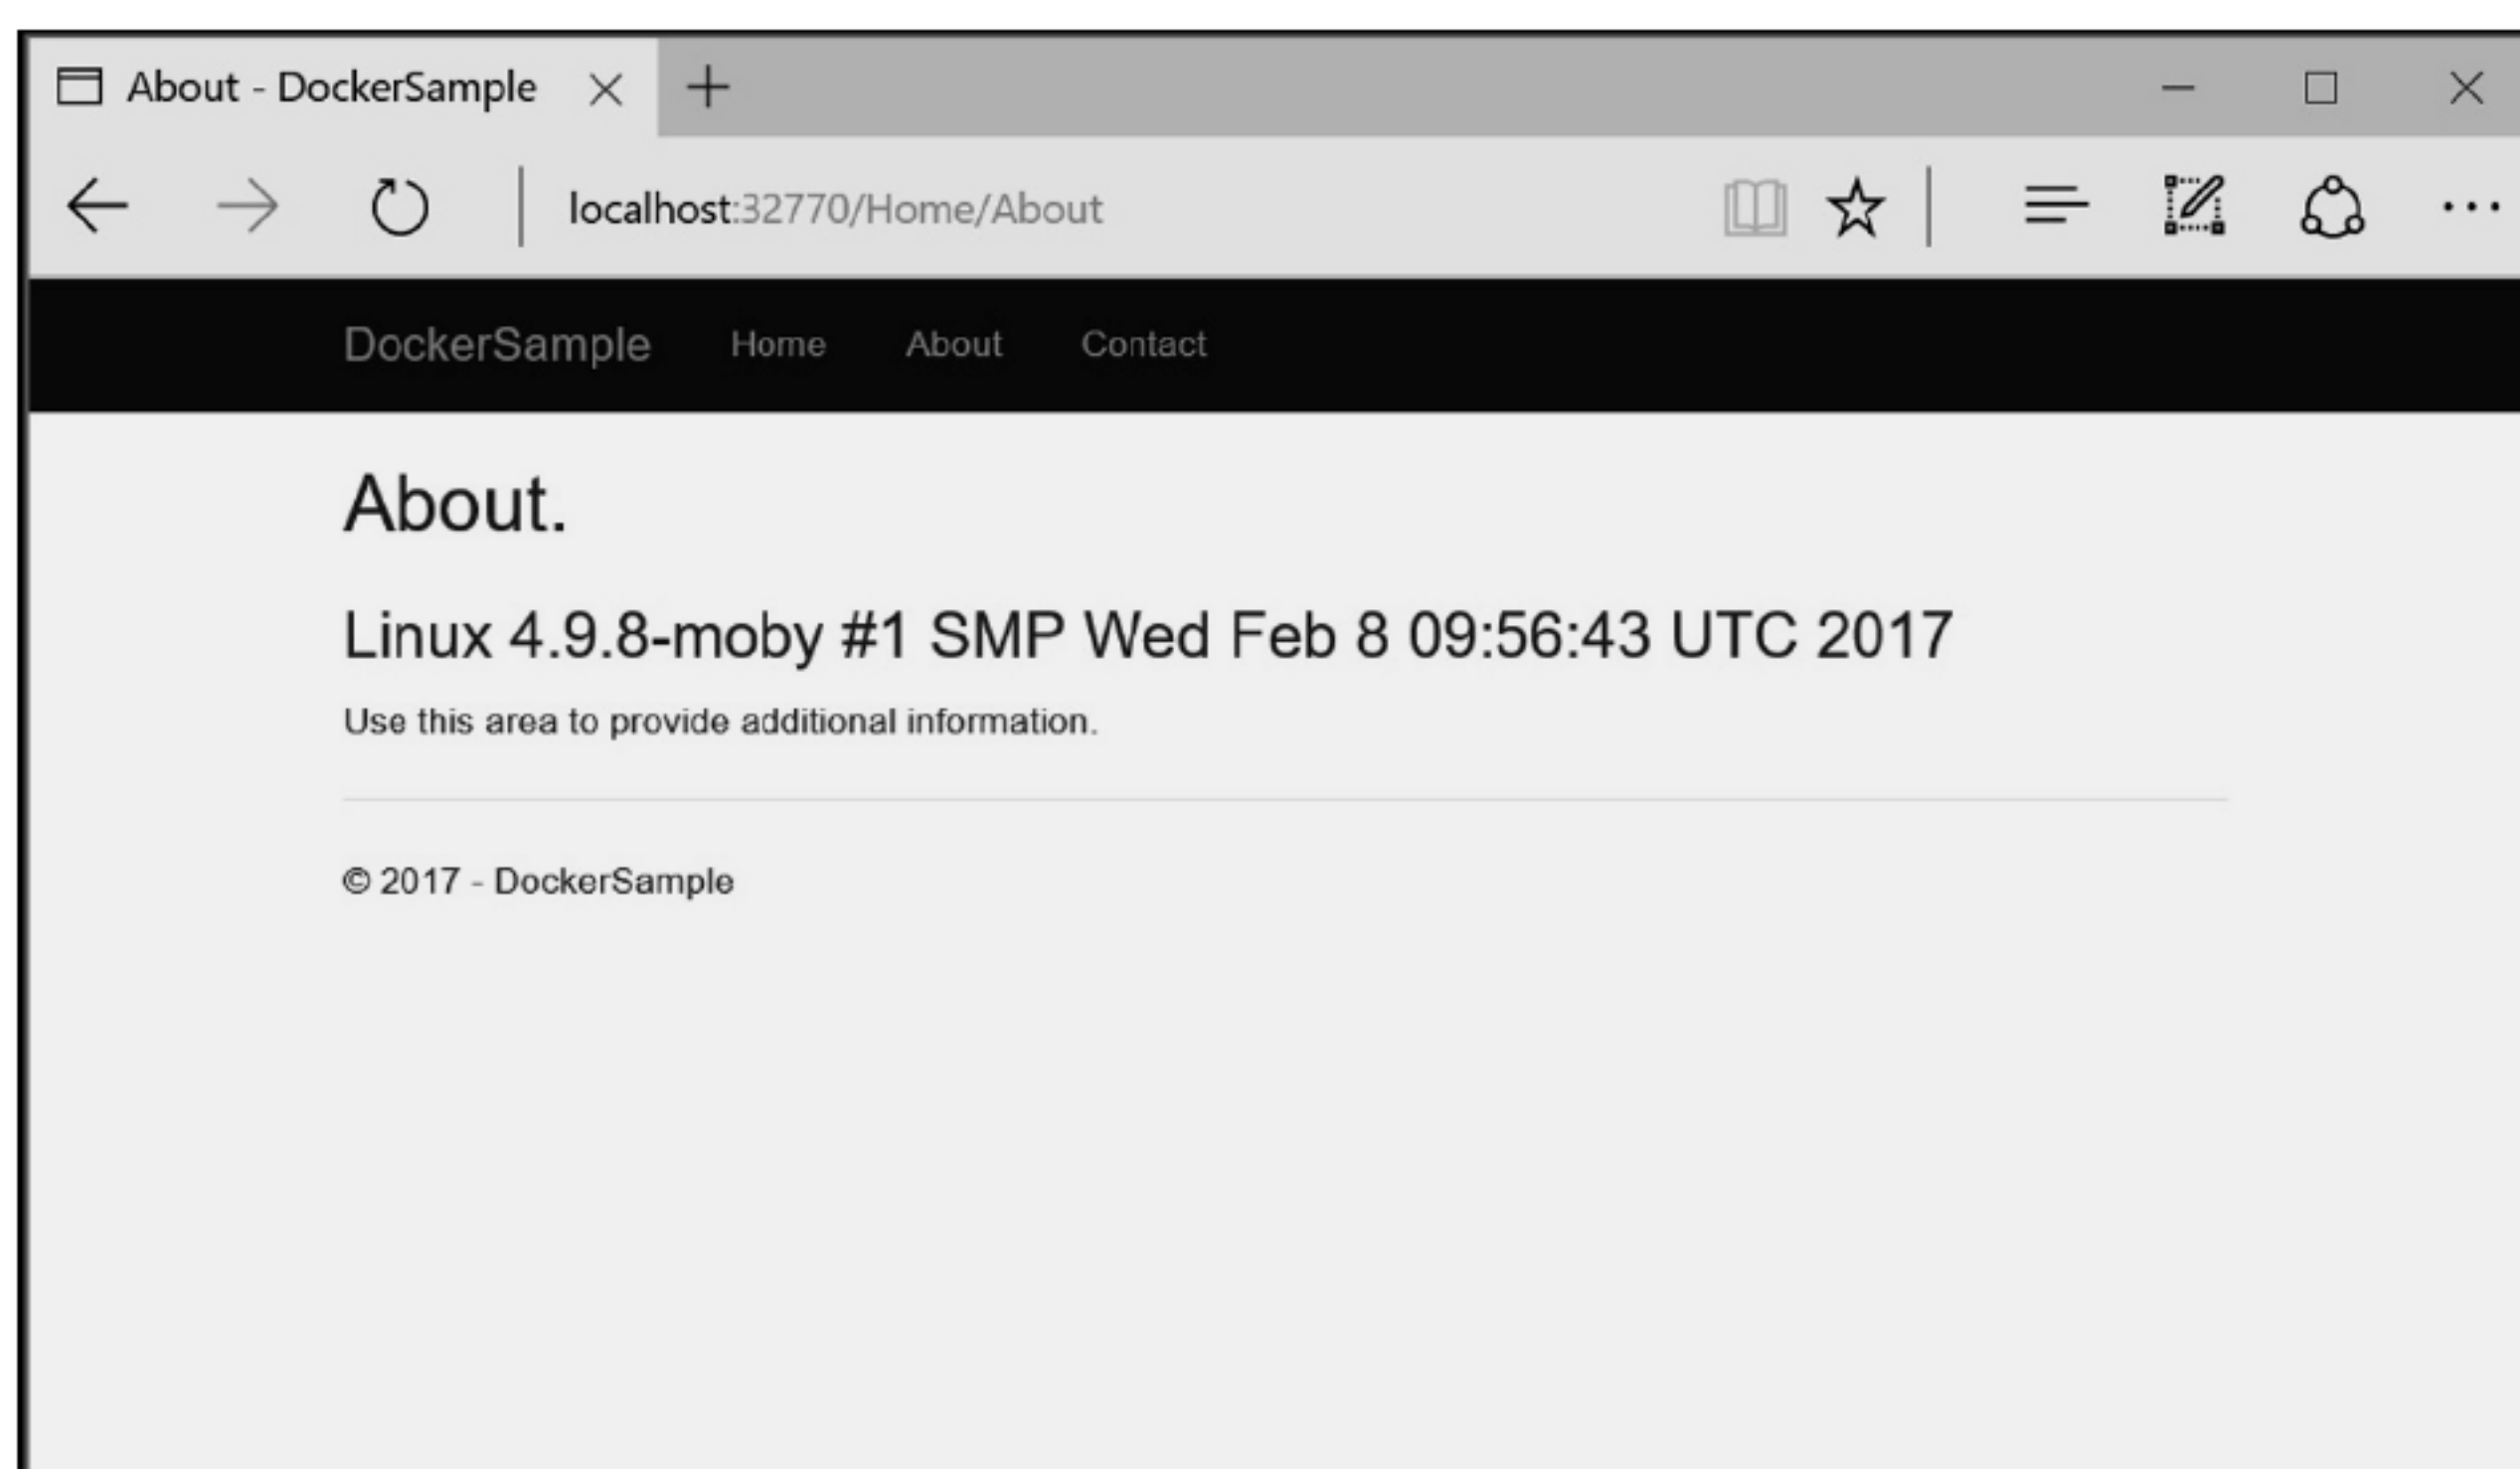 About - DockerSample
localhost:32770/Home/About
DockerSample Home About Contact
About.
Linux 4.9.8-moby #1 SMP Wed Feb 8 09:56:43 UTC 2017
Use this area to provide additional information.
© 2017 - DockerSample